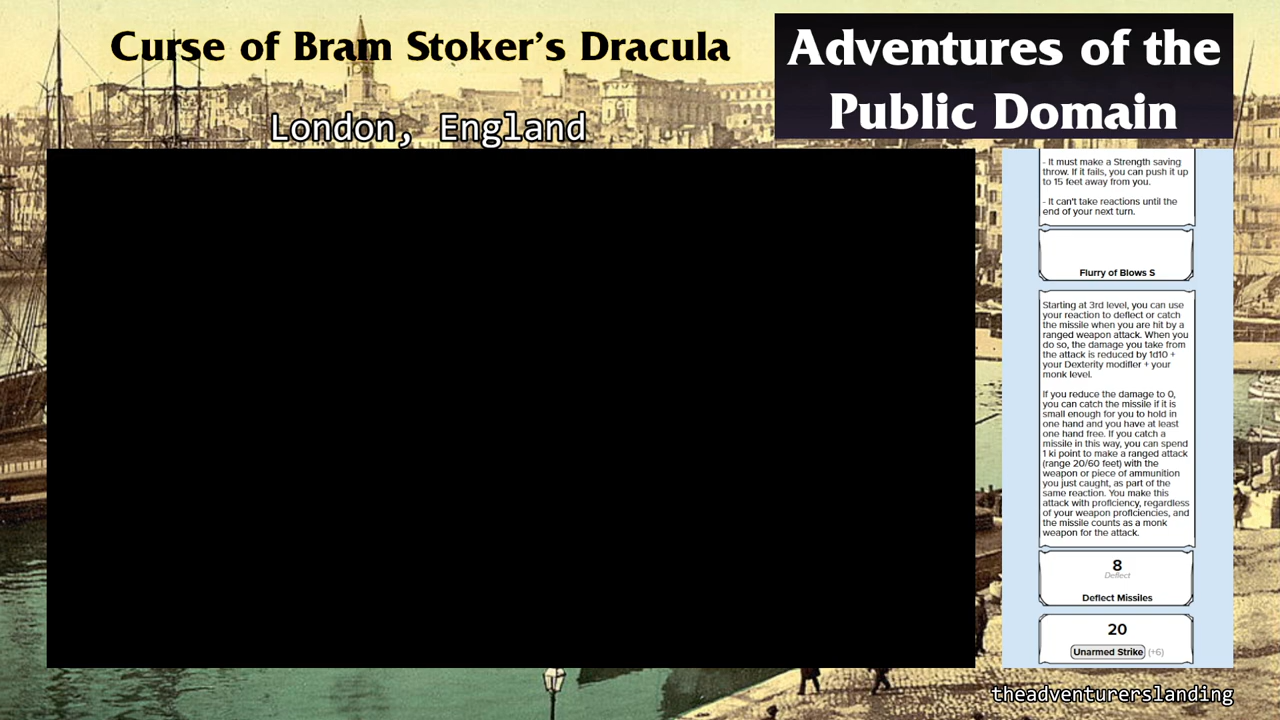 Curse of Bram Stoker's Dracula
London, England
Adventures of the
Public Domain
- It must make a Strength saving
throw. If it fails, you can push it up
to 15 feet away from you.
- It can't take reactions until the
end of your next turn.
Flurry of Blows S
Starting at 3rd level, you can use
your reaction to deflect or catch
the missile when you are hit by a
ranged weapon attack. When you
do so, the damage you take from
the attack is reduced by 1d10 +
your Dexterity modifier + your
monk level.
If you reduce the damage to 0,
you can catch the missile if it is
small enough for you to hold in
one hand and you have at least
one hand free. If you catch a
missile in this way, you can spend
1 ki point to make a ranged attack
(range 20/60 feet) with the
weapon or piece of ammunition
you just caught, as part of the
same reaction. You make this
attack with proficiency, regardless
of your weapon proficiencies, and
the missile counts as a monk
weapon for the attack.
8
Deflect
Deflect Missiles
20
Unarmed Strike (+6)
theadventurerslanding